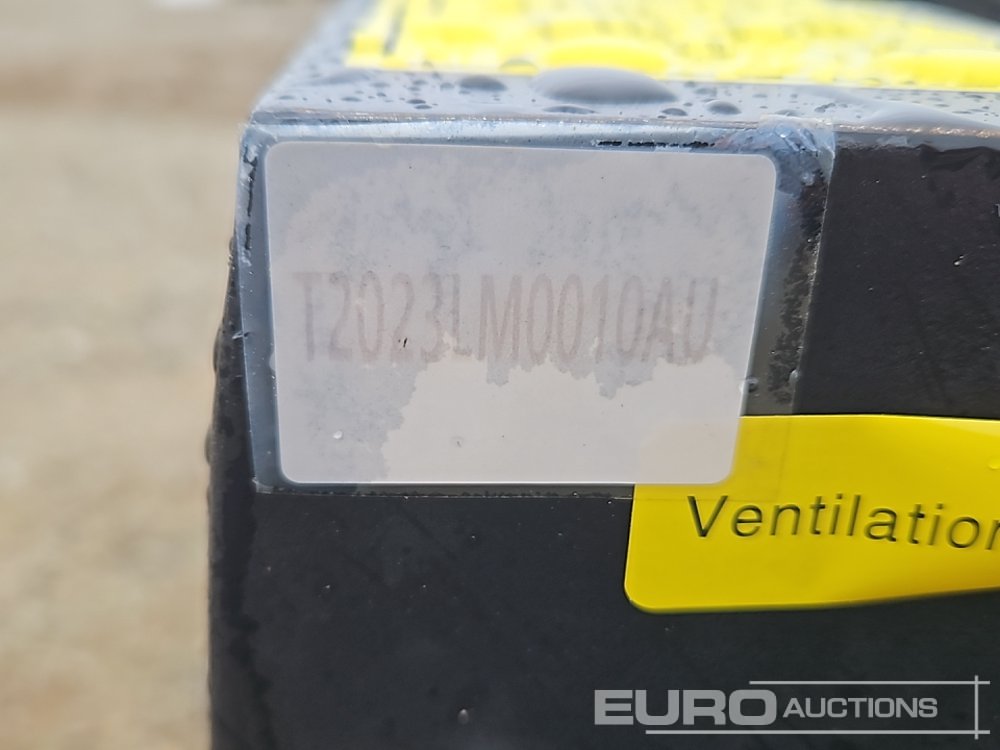 T2023LM0010AU
Ventilation
EURO AUCTIONS